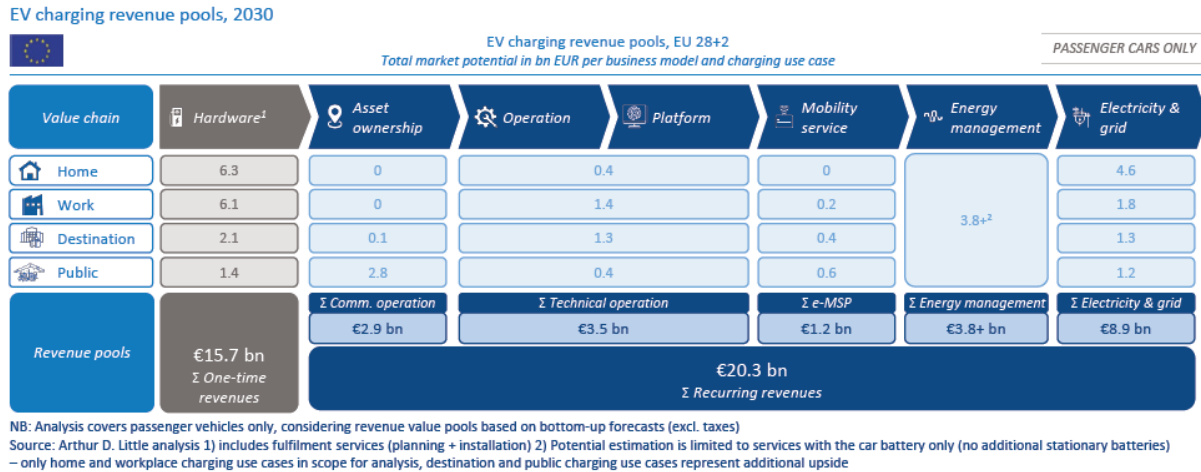 EV charging revenue pools, 2030
EV charging revenue pools, EU 28+2
Total market potential in bn EUR per business model and charging use case
PASSENGER CARS ONLY
Value chain
Hardware¹
Asset
ownership
Operation
Platform
Mobility
service
Energy
management
Electricity &
grid
Home
6.3
0
0.4
0
4.6
Work
6.1
0
1.4
0.2
1.8
3.8+²
Destination
2.1
0.1
1.3
0.4
1.3
Public
1.4
2.8
0.4
0.6
1.2
Revenue pools
€15.7 bn
Σ One-time
revenues
Σ Comm. operation
Σ Technical operation
Σ e-MSP
Σ Energy management
Σ Electricity & grid
€2.9 bn
€3.5 bn
€1.2 bn
€3.8+ bn
€8.9 bn
€20.3 bn
Σ Recurring revenues
NB: Analysis covers passenger vehicles only, considering revenue value pools based on bottom-up forecasts (excl. taxes)
Source: Arthur D. Little analysis 1) includes fulfilment services (planning + installation) 2) Potential estimation is limited to services with the car battery only (no additional stationary batteries)
– only home and workplace charging use cases in scope for analysis, destination and public charging use cases represent additional upside